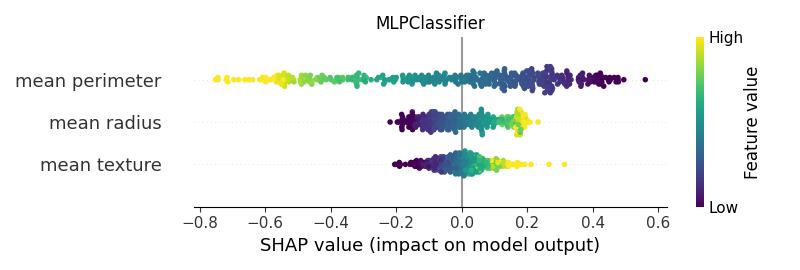 MLPClassifier
mean perimeter
mean radius
mean texture
−0.8 −0.6 −0.4 −0.2 0.0 0.2 0.4 0.6
SHAP value (impact on model output)
High
Feature value
Low